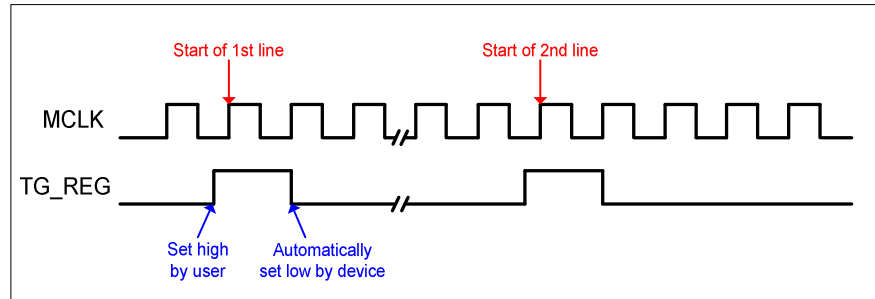 Start of 1st line
Start of 2nd line
MCLK
TG_REG
Set high
by user
Automatically
set low by device